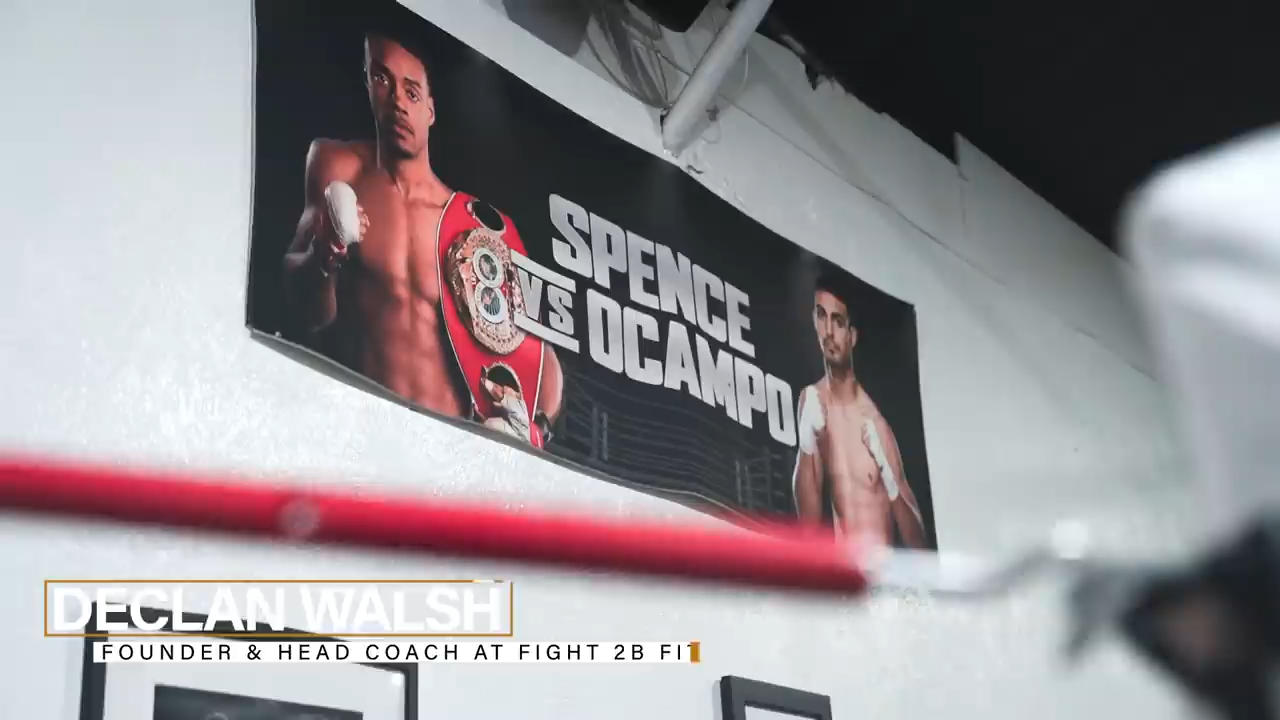 SPENCE
VS OCAMPO
DECLAN WALSH
FOUNDER & HEAD COACH AT FIGHT 2B FIT